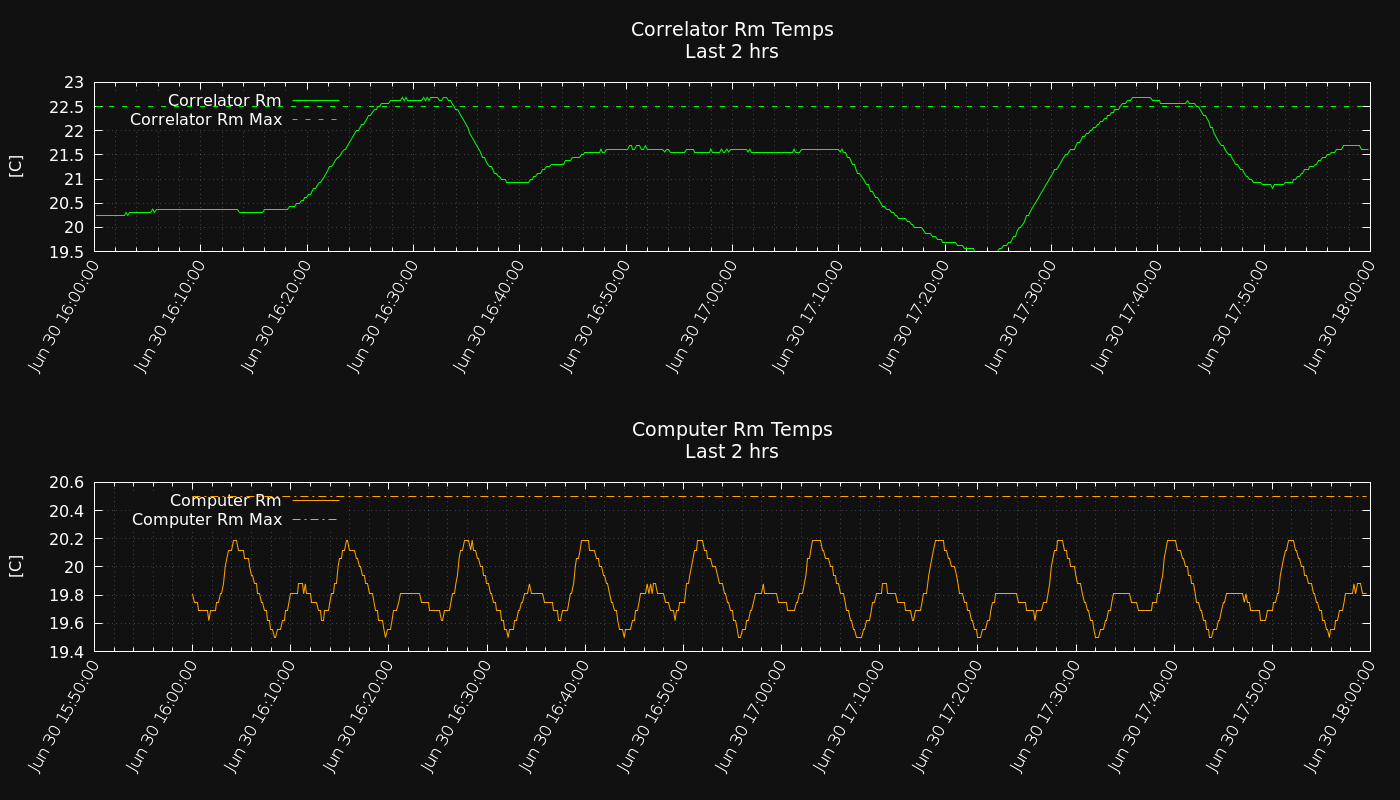 Correlator Rm Temps
Last 2 hrs
23
22.5
22
21.5
21
20.5
20
19.5
[C]
Correlator Rm
Correlator Rm Max
Jun 30 16:00:00
Jun 30 16:10:00
Jun 30 16:20:00
Jun 30 16:30:00
Jun 30 16:40:00
Jun 30 16:50:00
Jun 30 17:00:00
Jun 30 17:10:00
Jun 30 17:20:00
Jun 30 17:30:00
Jun 30 17:40:00
Jun 30 17:50:00
Jun 30 18:00:00
Computer Rm Temps
Last 2 hrs
20.6
20.4
20.2
20
19.8
19.6
19.4
[C]
Computer Rm
Computer Rm Max
Jun 30 15:50:00
Jun 30 16:00:00
Jun 30 16:10:00
Jun 30 16:20:00
Jun 30 16:30:00
Jun 30 16:40:00
Jun 30 16:50:00
Jun 30 17:00:00
Jun 30 17:10:00
Jun 30 17:20:00
Jun 30 17:30:00
Jun 30 17:40:00
Jun 30 17:50:00
Jun 30 18:00:00